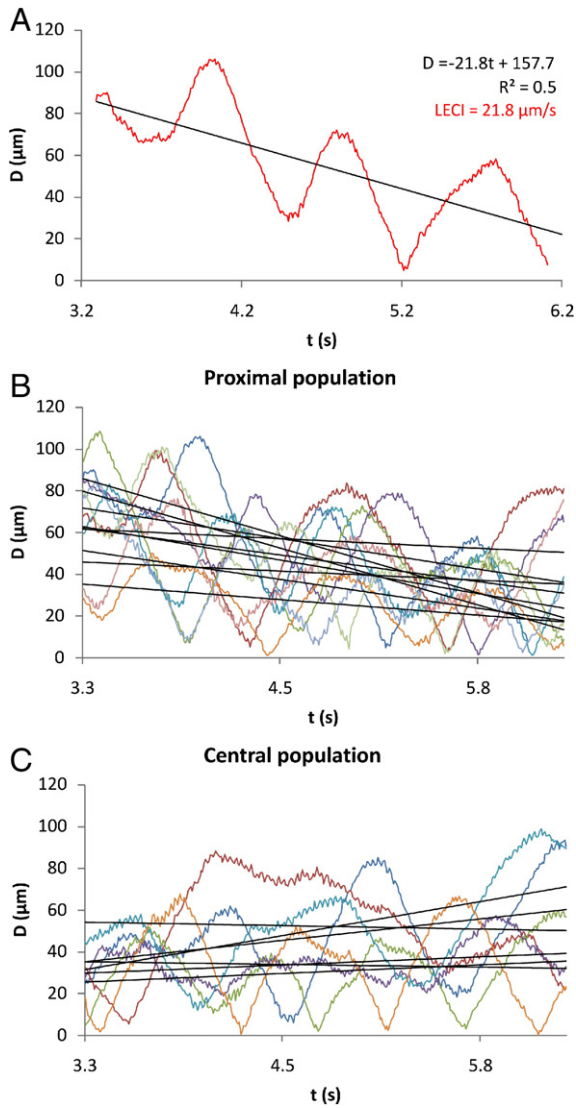 A
120
100
80
60
40
20
0
D (μm)
D =-21.8t + 157.7
R² = 0.5
LECI = 21.8 μm/s
3.2 4.2 5.2 6.2
t (s)
B
Proximal population
120
100
80
60
40
20
0
D (μm)
3.3 4.5 5.8
t (s)
C
Central population
120
100
80
60
40
20
0
D (μm)
3.3 4.5 5.8
t (s)